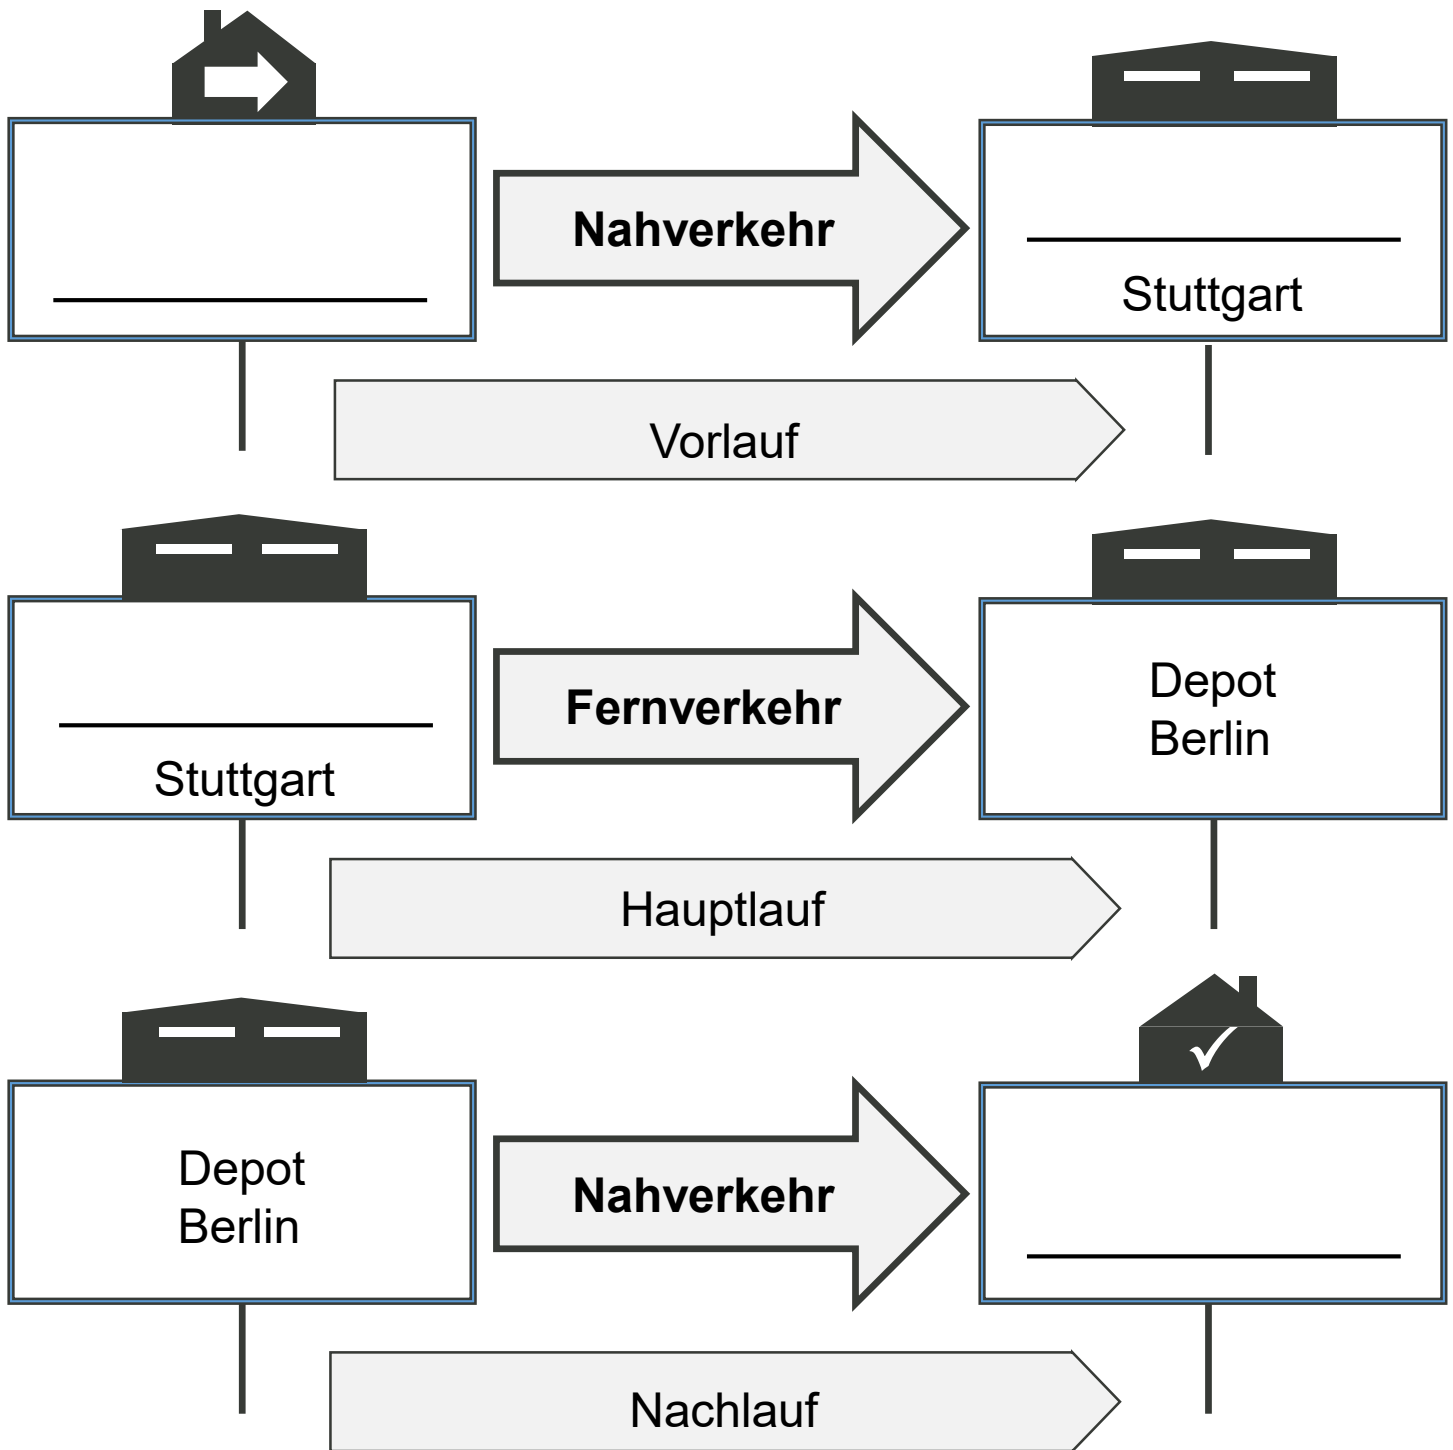 Nahverkehr
Stuttgart
Vorlauf
Fernverkehr
Depot
Berlin
Stuttgart
Hauptlauf
Depot
Berlin
Nahverkehr
Nachlauf